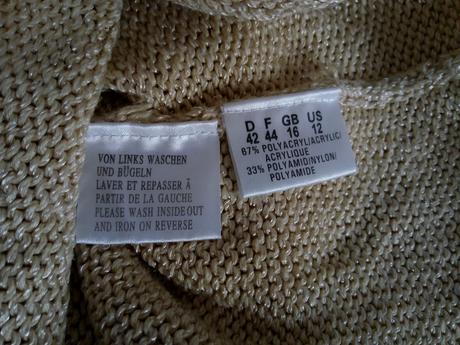 VON LINKS WASCHEN
UND BÜGELN
LAVER ET REPASSER À
PARTIR DE LA GAUCHE
PLEASE WASH INSIDE OUT
AND IRON ON REVERSE
D F GB US
42 44 16 12
67% POLYACRYL/ACRYLIC/
ACRYLIQUE
33% POLYAMID/NYLON/
POLYAMIDE